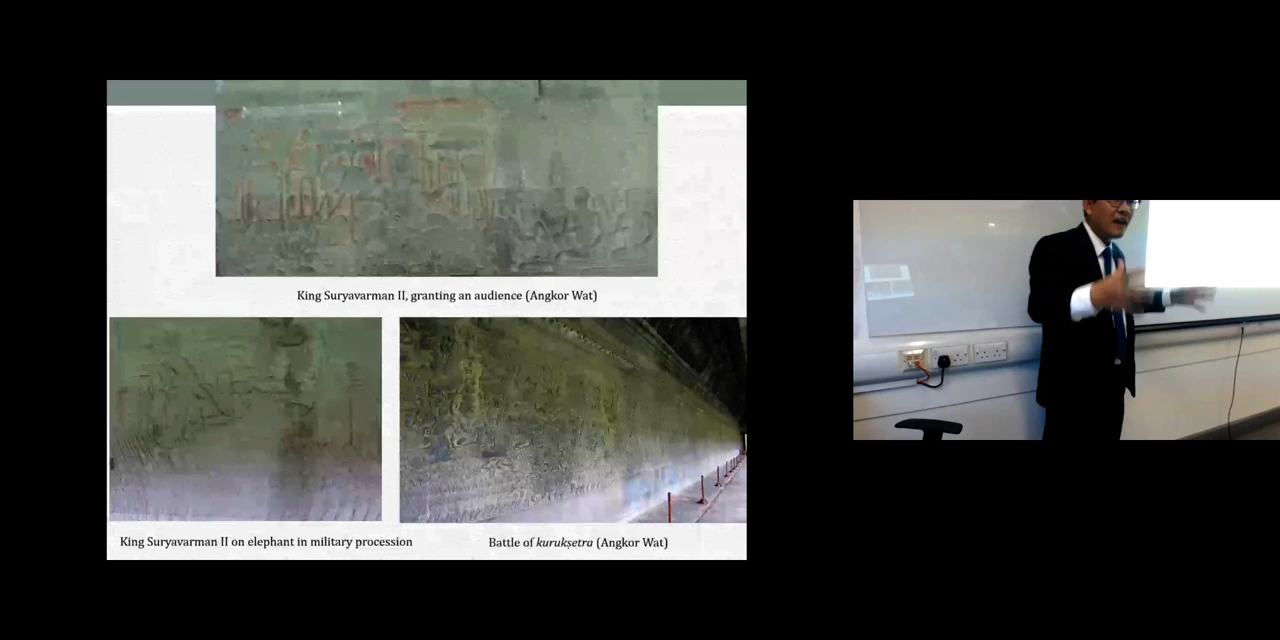 King Suryavarman II, granting an audience (Angkor Wat)
King Suryavarman II on elephant in military procession
Battle of kurukṣetra (Angkor Wat)